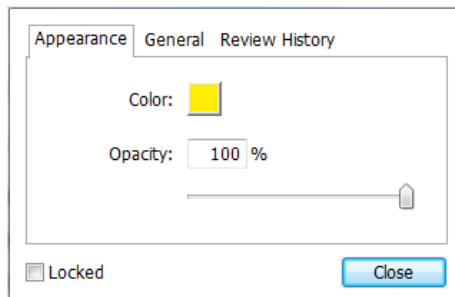 Appearance General Review History
Color:
Opacity: 100 %
Locked Close